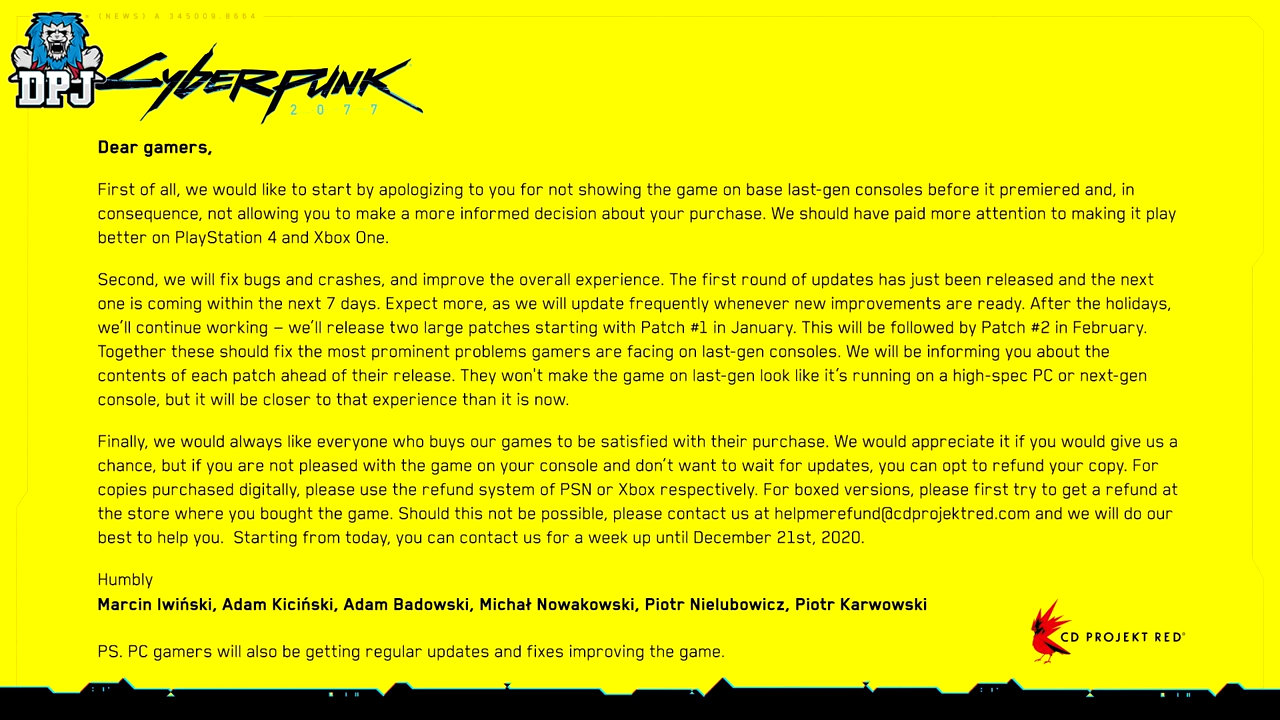 [NEWS] A 345DO9.8664
DPJ
CYBERPUNK
2077
Dear gamers,
First of all, we would like to start by apologizing to you for not showing the game on base last-gen consoles before it premiered and, in
consequence, not allowing you to make a more informed decision about your purchase. We should have paid more attention to making it play
better on PlayStation 4 and Xbox One.
Second, we will fix bugs and crashes, and improve the overall experience. The first round of updates has just been released and the next
one is coming within the next 7 days. Expect more, as we will update frequently whenever new improvements are ready. After the holidays,
we'll continue working – we'll release two large patches starting with Patch #1 in January. This will be followed by Patch #2 in February.
Together these should fix the most prominent problems gamers are facing on last-gen consoles. We will be informing you about the
contents of each patch ahead of their release. They won't make the game on last-gen look like it's running on a high-spec PC or next-gen
console, but it will be closer to that experience than it is now.
Finally, we would always like everyone who buys our games to be satisfied with their purchase. We would appreciate it if you would give us a
chance, but if you are not pleased with the game on your console and don't want to wait for updates, you can opt to refund your copy. For
copies purchased digitally, please use the refund system of PSN or Xbox respectively. For boxed versions, please first try to get a refund at
the store where you bought the game. Should this not be possible, please contact us at helpmerefund@cdprojektred.com and we will do our
best to help you.  Starting from today, you can contact us for a week up until December 21st, 2020.
Humbly
Marcin Iwiński, Adam Kiciński, Adam Badowski, Michał Nowakowski, Piotr Nielubowicz, Piotr Karwowski
CD PROJEKT RED®
PS. PC gamers will also be getting regular updates and fixes improving the game.